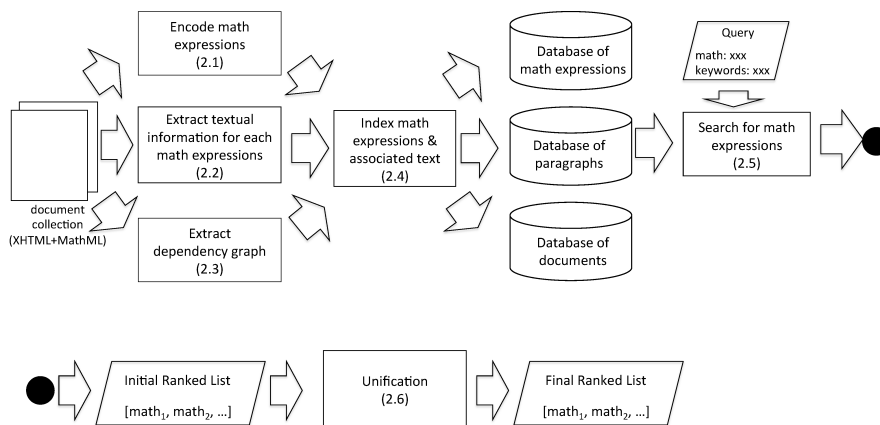 Encode math
expressions
(2.1)
Database of
math expressions
Query
math: xxx
keywords: xxx
document
collection
(XHTML+MathML)
Extract textual
information for each
math expressions
(2.2)
Index math
expressions &
associated text
(2.4)
Database of
paragraphs
Search for math
expressions
(2.5)
Extract
dependency graph
(2.3)
Database of
documents
Initial Ranked List
[math₁, math₂, ...]
Unification
(2.6)
Final Ranked List
[math₁, math₂, ...]